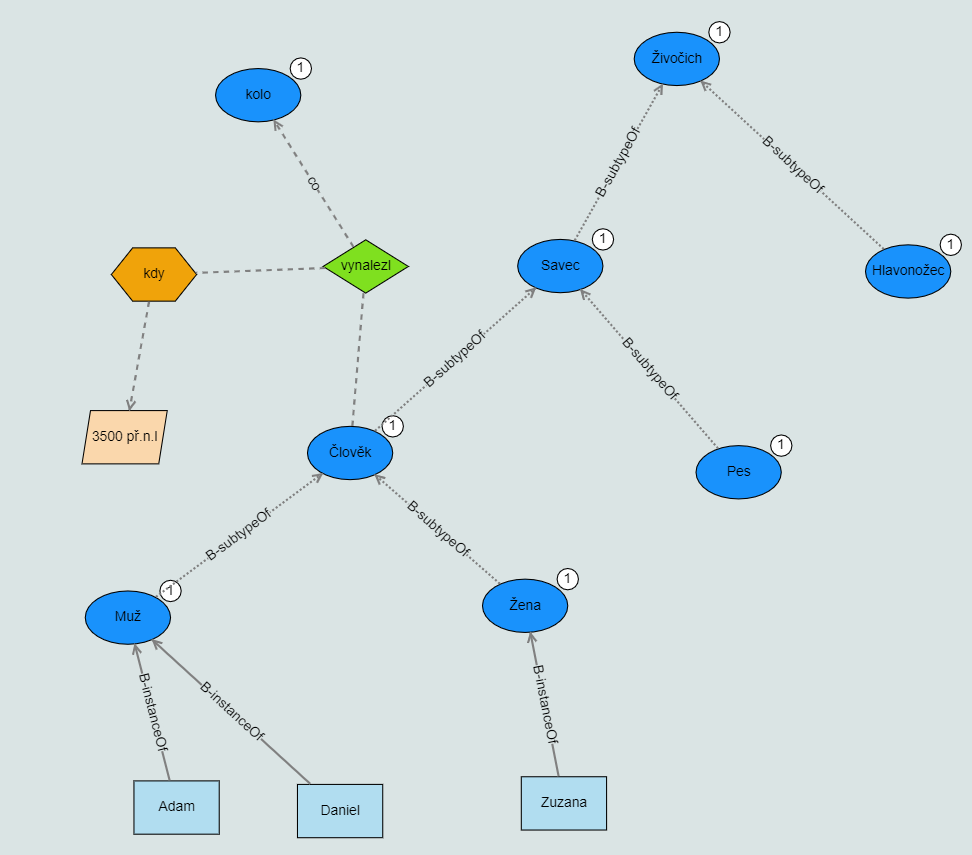 1
Živočich
1
kolo
B-subtypeOf
B-subtypeOf
co
1
1
vynalezl
Savec
kdy
Hlavonožec
B-subtypeOf
B-subtypeOf
1
3500 př.n.l
1
Člověk
Pes
B-subtypeOf
B-subtypeOf
1
1
Muž
Žena
B-instanceOf
B-instanceOf
B-instanceOf
Adam
Daniel
Zuzana